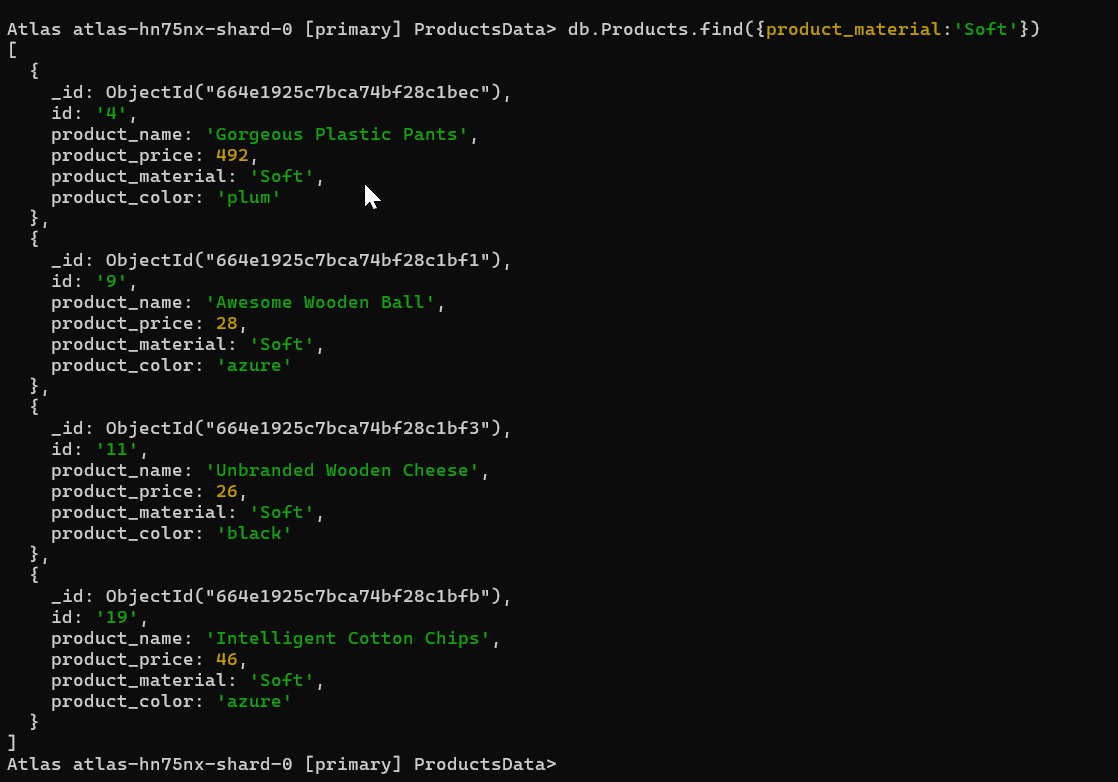 Atlas atlas-hn75nx-shard-0 [primary] ProductsData> db.Products.find({product_material:'Soft'})
[
  {
    _id: ObjectId("664e1925c7bca74bf28c1bec"),
    id: '4',
    product_name: 'Gorgeous Plastic Pants',
    product_price: 492,
    product_material: 'Soft',
    product_color: 'plum'
  },
  {
    _id: ObjectId("664e1925c7bca74bf28c1bf1"),
    id: '9',
    product_name: 'Awesome Wooden Ball',
    product_price: 28,
    product_material: 'Soft',
    product_color: 'azure'
  },
  {
    _id: ObjectId("664e1925c7bca74bf28c1bf3"),
    id: '11',
    product_name: 'Unbranded Wooden Cheese',
    product_price: 26,
    product_material: 'Soft',
    product_color: 'black'
  },
  {
    _id: ObjectId("664e1925c7bca74bf28c1bfb"),
    id: '19',
    product_name: 'Intelligent Cotton Chips',
    product_price: 46,
    product_material: 'Soft',
    product_color: 'azure'
  }
]
Atlas atlas-hn75nx-shard-0 [primary] ProductsData>